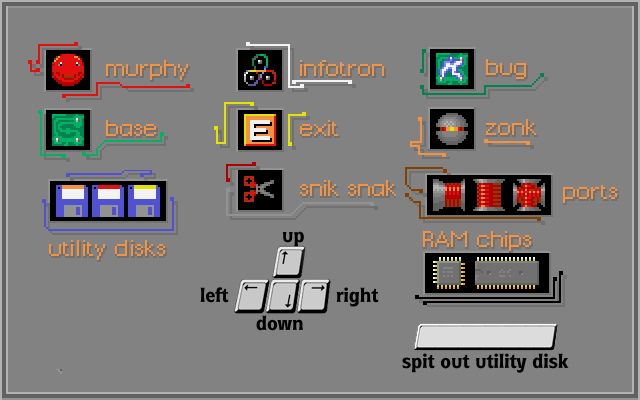 murphy
infotron
bug
base
E
exit
zonk
utility disks
snik snak
ports
RAM chips
up
left
right
down
spit out utility disk